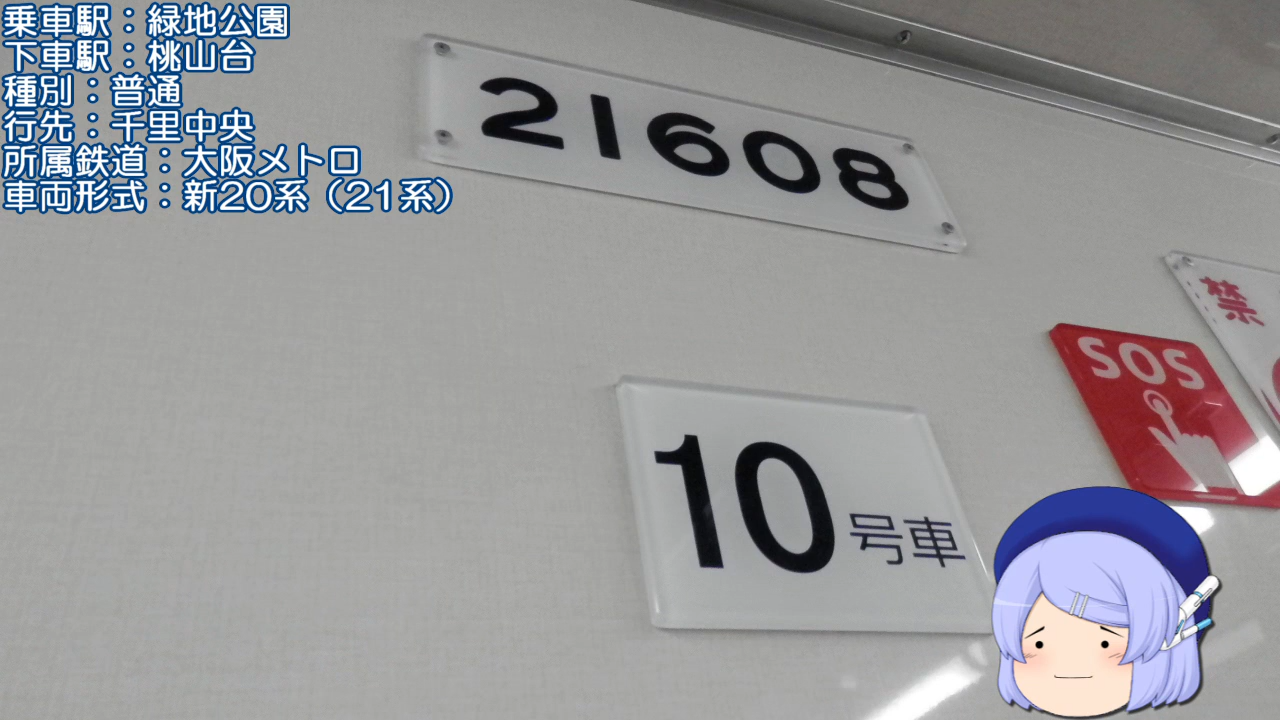 乗車駅：緑地公園
下車駅：桃山台
種別：普通
行先：千里中央
所属鉄道：大阪メトロ
車両形式：新20系（21系）
21608
禁
SOS
10号車